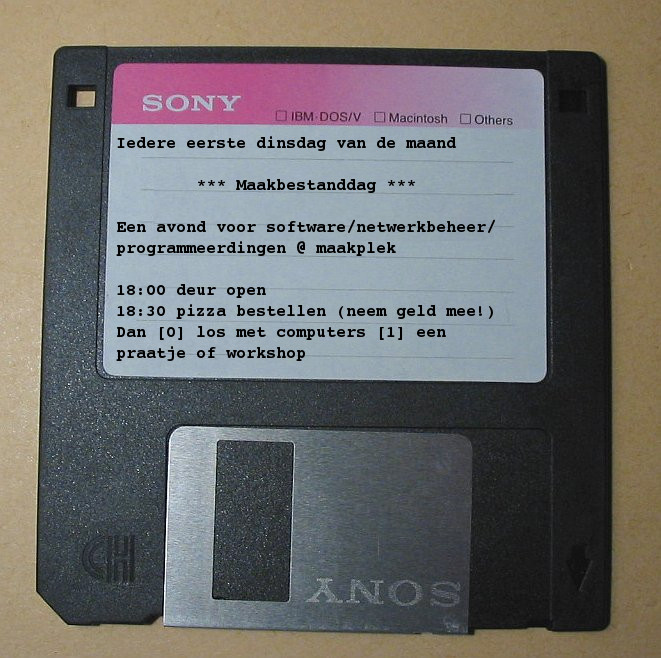 SONY
□ IBM·DOS/V □ Macintosh □ Others
Iedere eerste dinsdag van de maand
*** Maakbestanddag ***
Een avond voor software/netwerkbeheer/
programmeerdingen @ maakplek
18:00 deur open
18:30 pizza bestellen (neem geld mee!)
Dan [0] los met computers [1] een
praatje of workshop
SONY